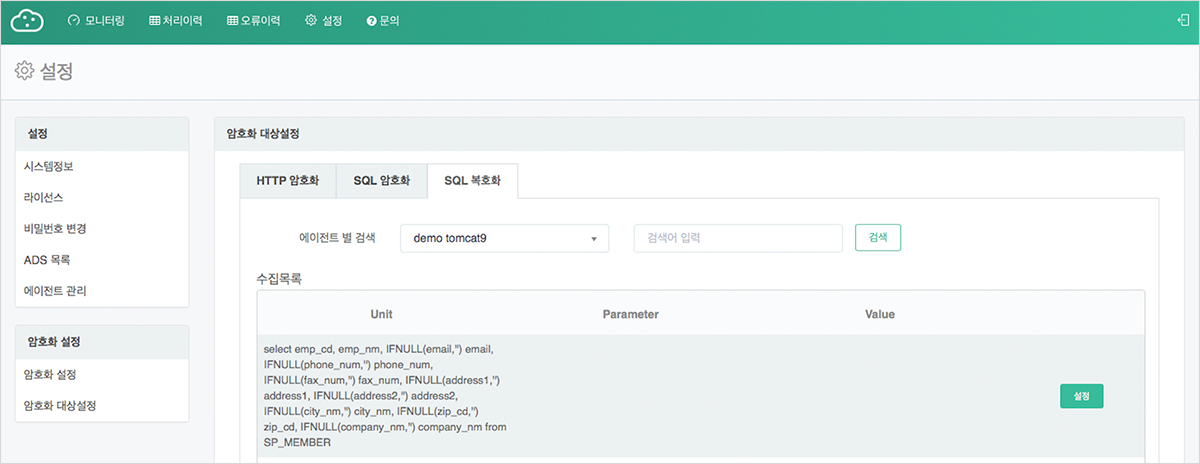 모니터링 처리이력 오류이력 설정 문의
설정
설정
시스템정보
라이선스
비밀번호 변경
ADS 목록
에이전트 관리
암호화 설정
암호화 설정
암호화 대상설정
암호화 대상설정
HTTP 암호화 SQL 암호화 SQL 복호화
에이전트 별 검색 demo tomcat9 검색어 입력 검색
수집목록
Unit Parameter Value
select emp_cd, emp_nm, IFNULL(email,'') email,
IFNULL(phone_num,'') phone_num,
IFNULL(fax_num,'') fax_num, IFNULL(address1,'')
address1, IFNULL(address2,'') address2,
IFNULL(city_nm,'') city_nm, IFNULL(zip_cd,'')
zip_cd, IFNULL(company_nm,'') company_nm from
SP_MEMBER
설정